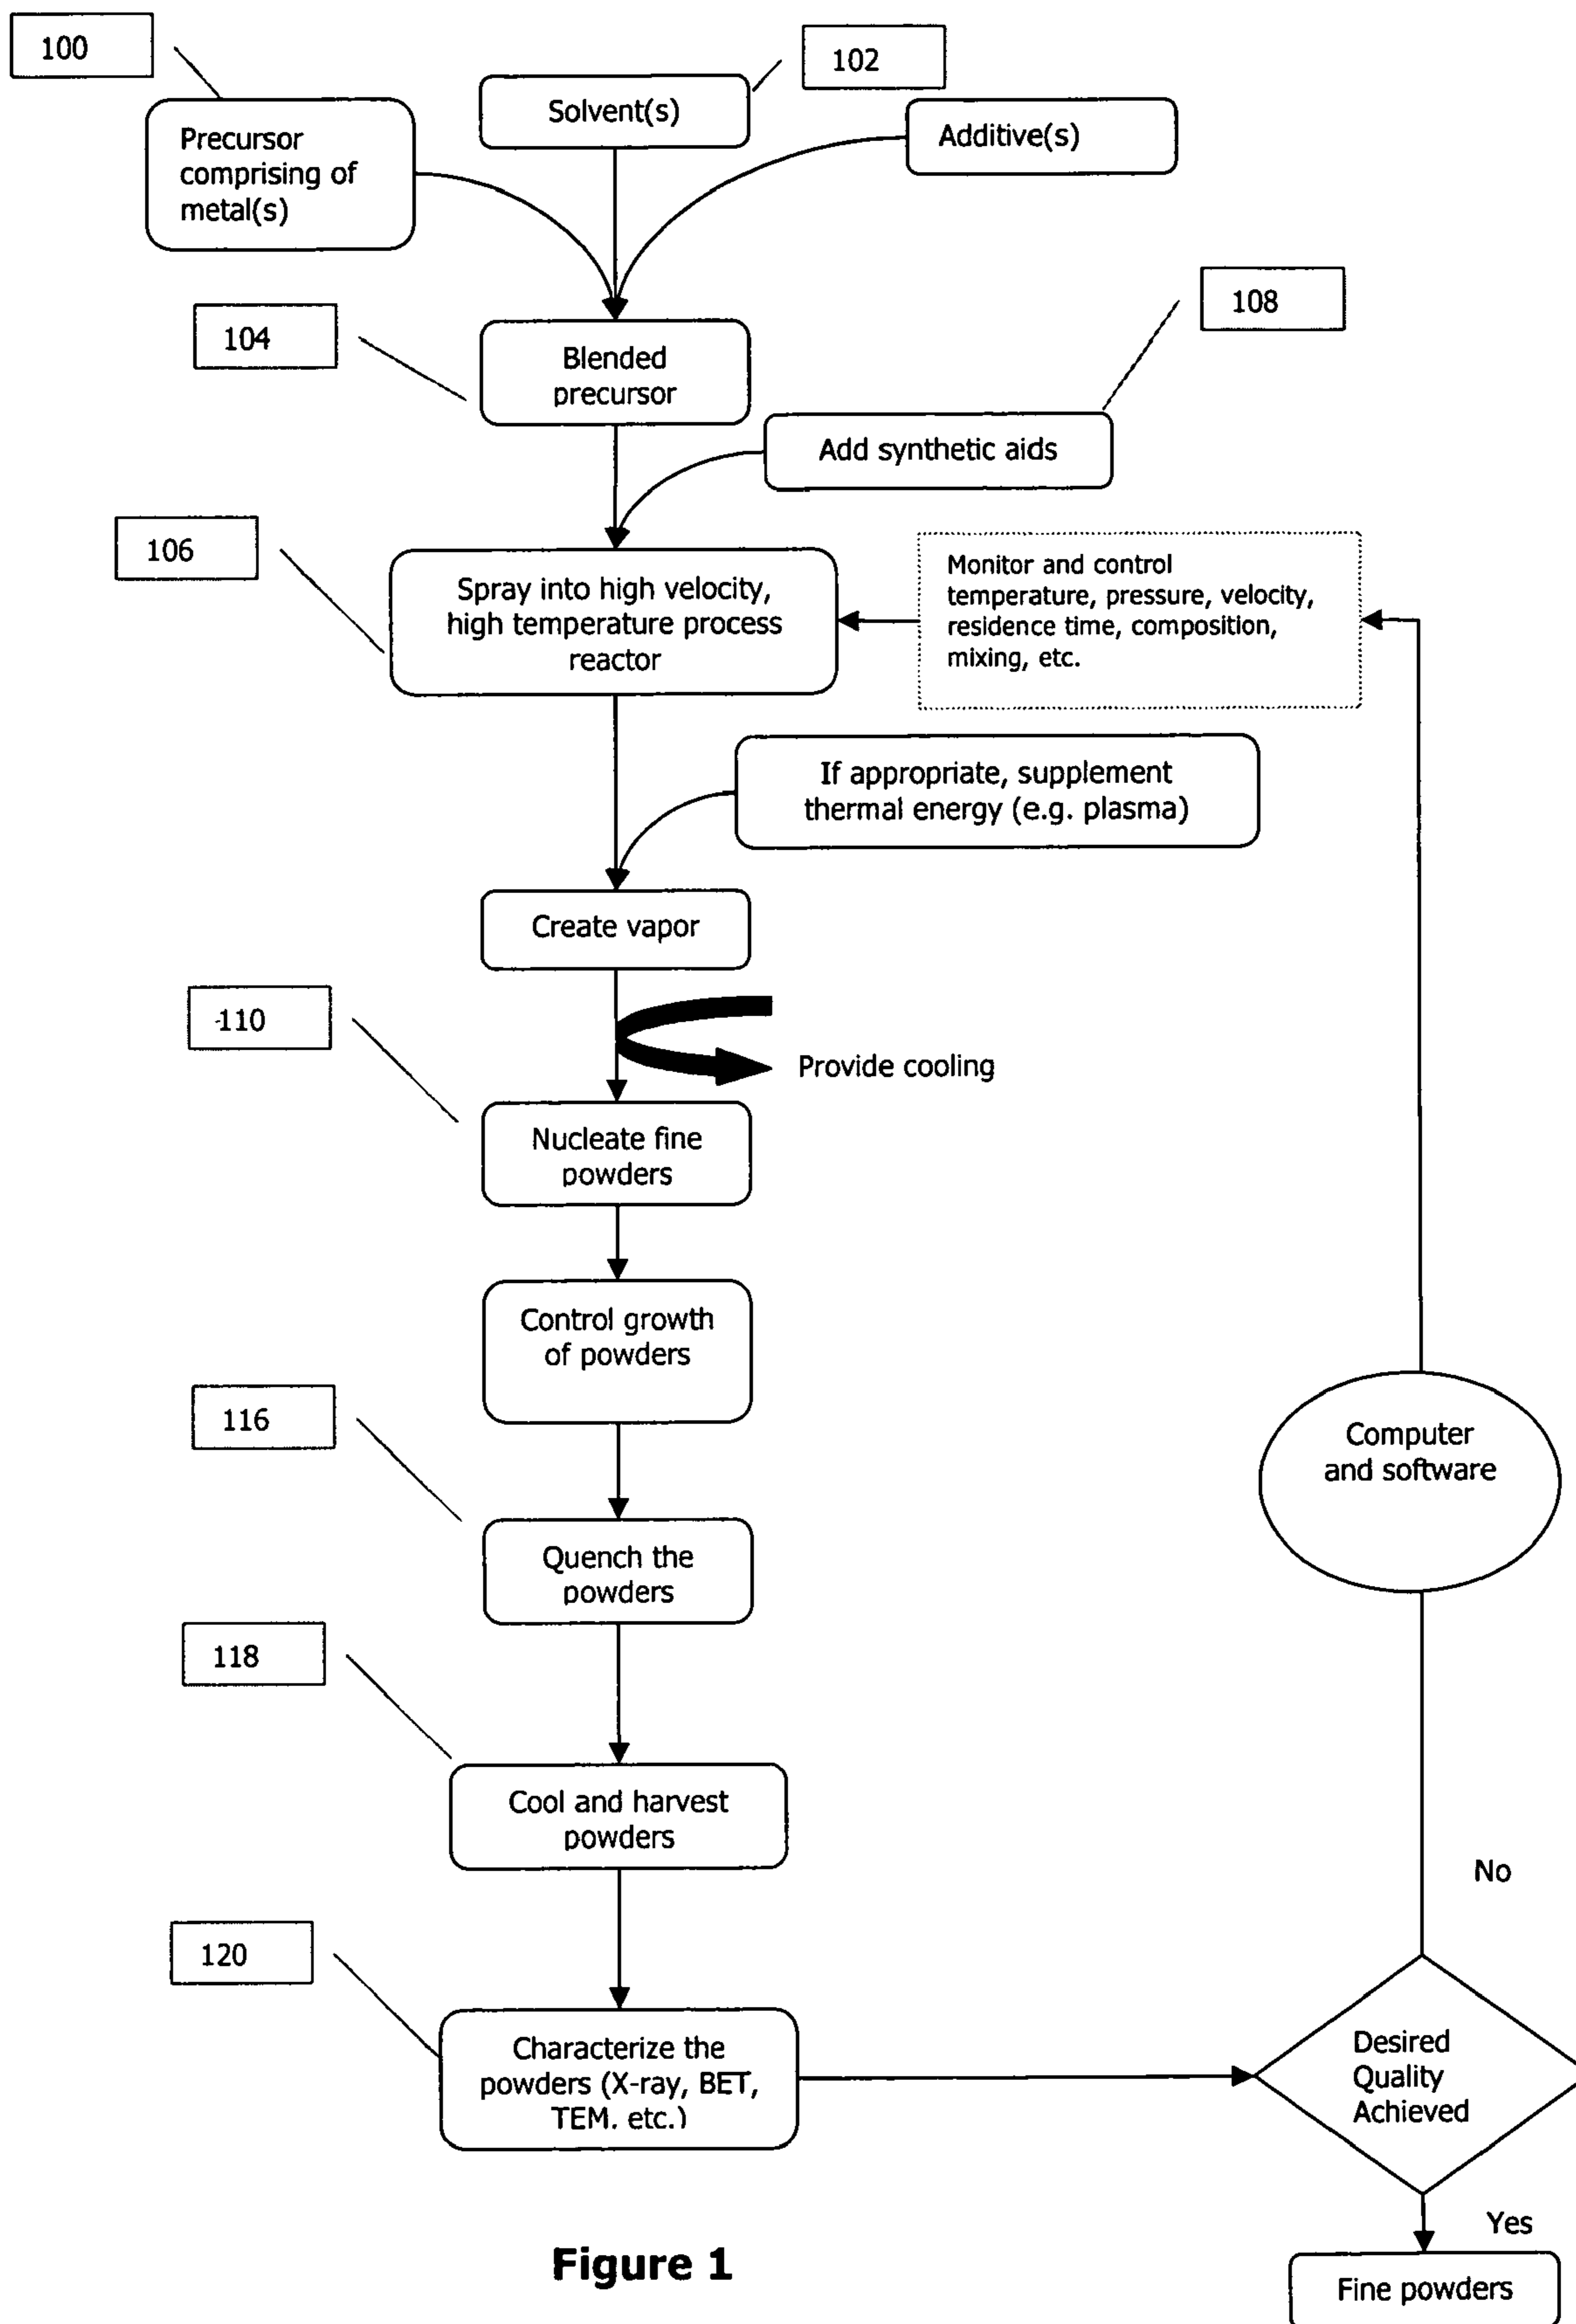 100
102
Solvent(s)
Additive(s)
Precursor
comprising of
metal(s)
108
104
Blended
precursor
Add synthetic aids
106
Spray into high velocity,
high temperature process
reactor
Monitor and control
temperature, pressure, velocity,
residence time, composition,
mixing, etc.
If appropriate, supplement
thermal energy (e.g. plasma)
Create vapor
110
Provide cooling
Nucleate fine
powders
Control growth
of powders
116
Computer
and software
Quench the
powders
118
Cool and harvest
powders
No
120
Characterize the
powders (X-ray, BET,
TEM. etc.)
Desired
Quality
Achieved
Yes
Figure 1
Fine powders